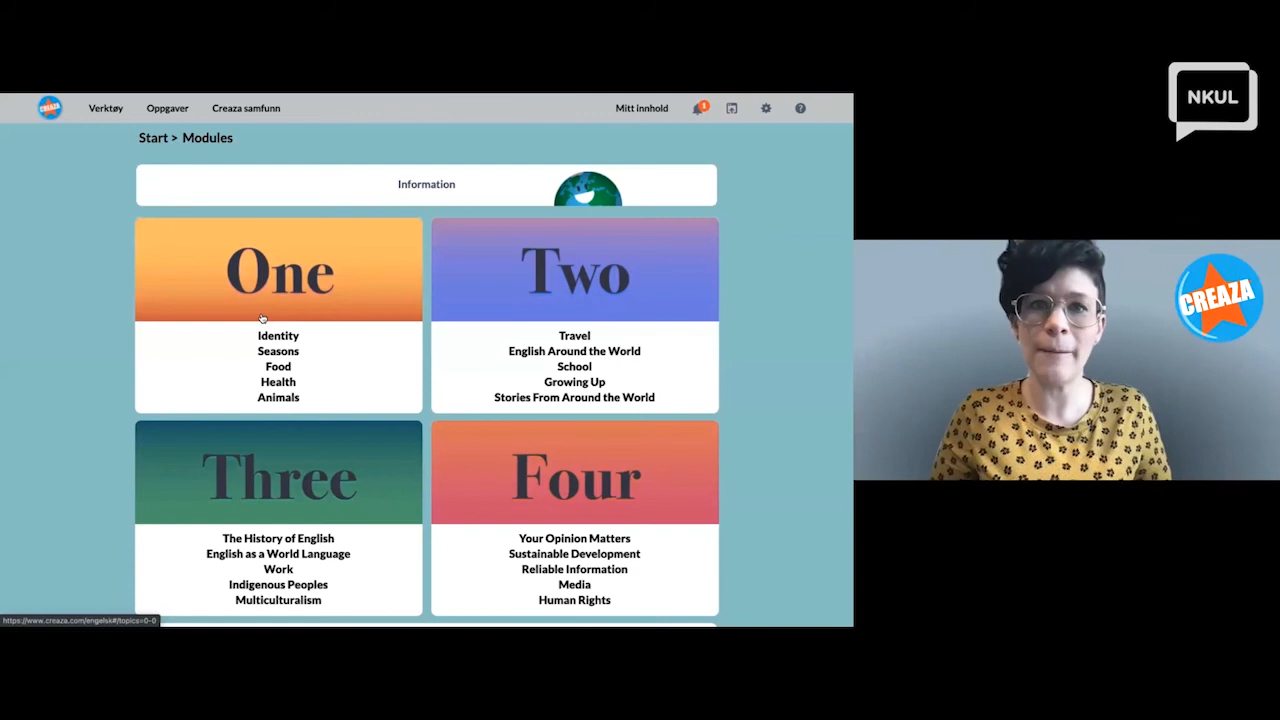 NKUL
CREAZA
Verktøy
Oppgaver
Creaza samfunn
Mitt innhold
1
?
Start > Modules
Information
One
Identity
Seasons
Food
Health
Animals
Two
Travel
English Around the World
School
Growing Up
Stories From Around the World
Three
The History of English
English as a World Language
Work
Indigenous Peoples
Multiculturalism
Four
Your Opinion Matters
Sustainable Development
Reliable Information
Media
Human Rights
https://www.creaza.com/engelsk#/topics=0-0
CREAZA